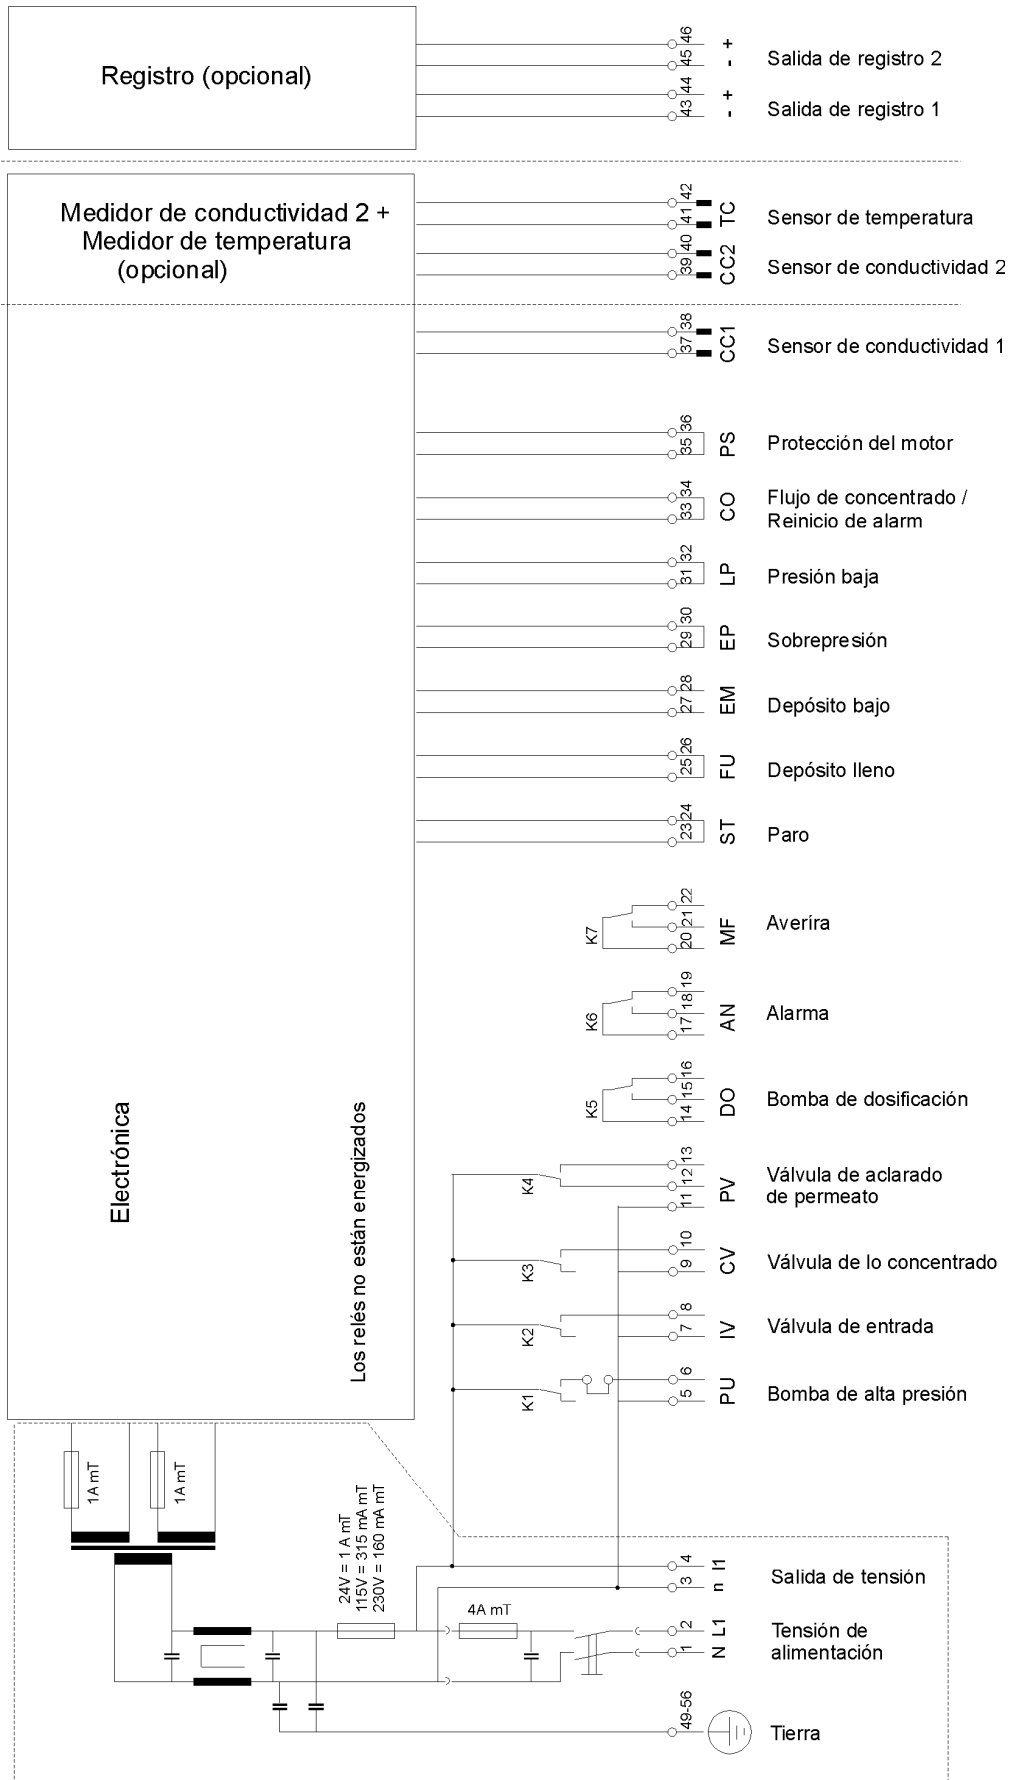 Registro (opcional)
46
45
+
-
Salida de registro 2
44
43
+
-
Salida de registro 1
Medidor de conductividad 2 +
Medidor de temperatura
(opcional)
42
41
TC
Sensor de temperatura
40
39
CC2
Sensor de conductividad 2
38
37
CC1
Sensor de conductividad 1
36
35
PS
Protección del motor
34
33
CO
Flujo de concentrado /
Reinicio de alarm
32
31
LP
Presión baja
30
29
EP
Sobrepresión
28
27
EM
Depósito bajo
26
25
FU
Depósito lleno
24
23
ST
Paro
K7
22
21
20
MF
Averíra
K6
19
18
17
AN
Alarma
K5
16
15
14
DO
Bomba de dosificación
Electrónica
Los relés no están energizados
K4
13
12
11
PV
Válvula de aclarado
de permeato
K3
10
9
CV
Válvula de lo concentrado
K2
8
7
IV
Válvula de entrada
K1
6
5
PU
Bomba de alta presión
1A mT
1A mT
24V = 1 A mT
115V = 315 mA mT
230V = 160 mA mT
4
3
l1
n
Salida de tensión
4A mT
2
1
L1
N
Tensión de
alimentación
49-56
Tierra